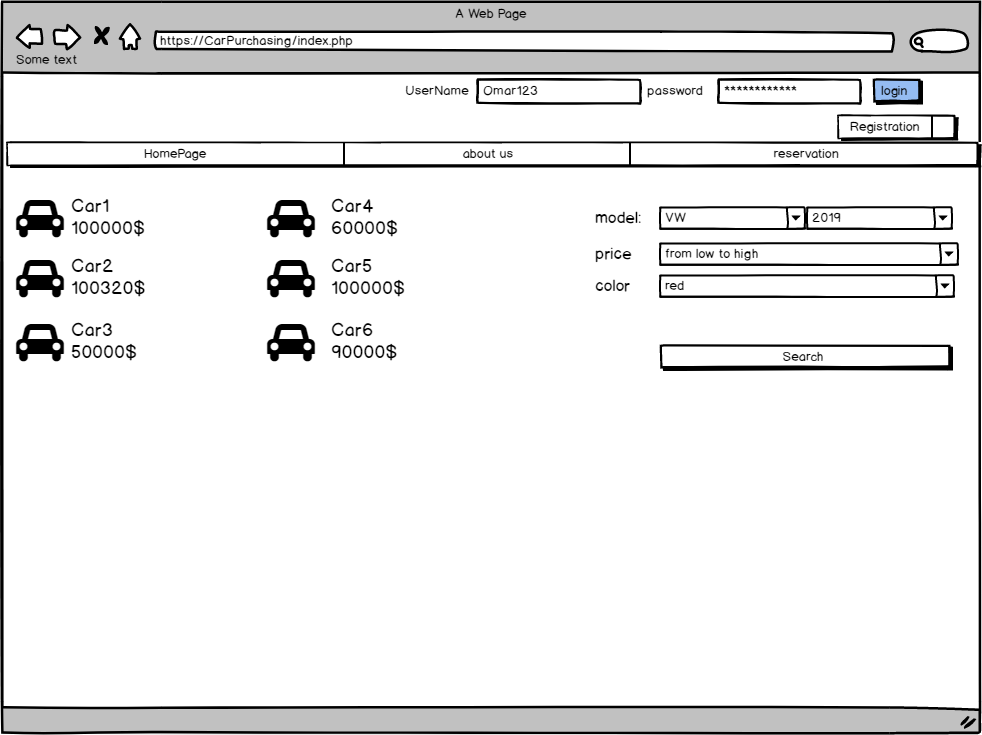 A Web Page
https://CarPurchasing/index.php
Some text
UserName Omar123 password ************ login
Registration
HomePage about us reservation
Car1
100000$
Car4
60000$
model: VW 2019
Car2
100320$
Car5
100000$
price from low to high
color red
Car3
50000$
Car6
90000$
Search